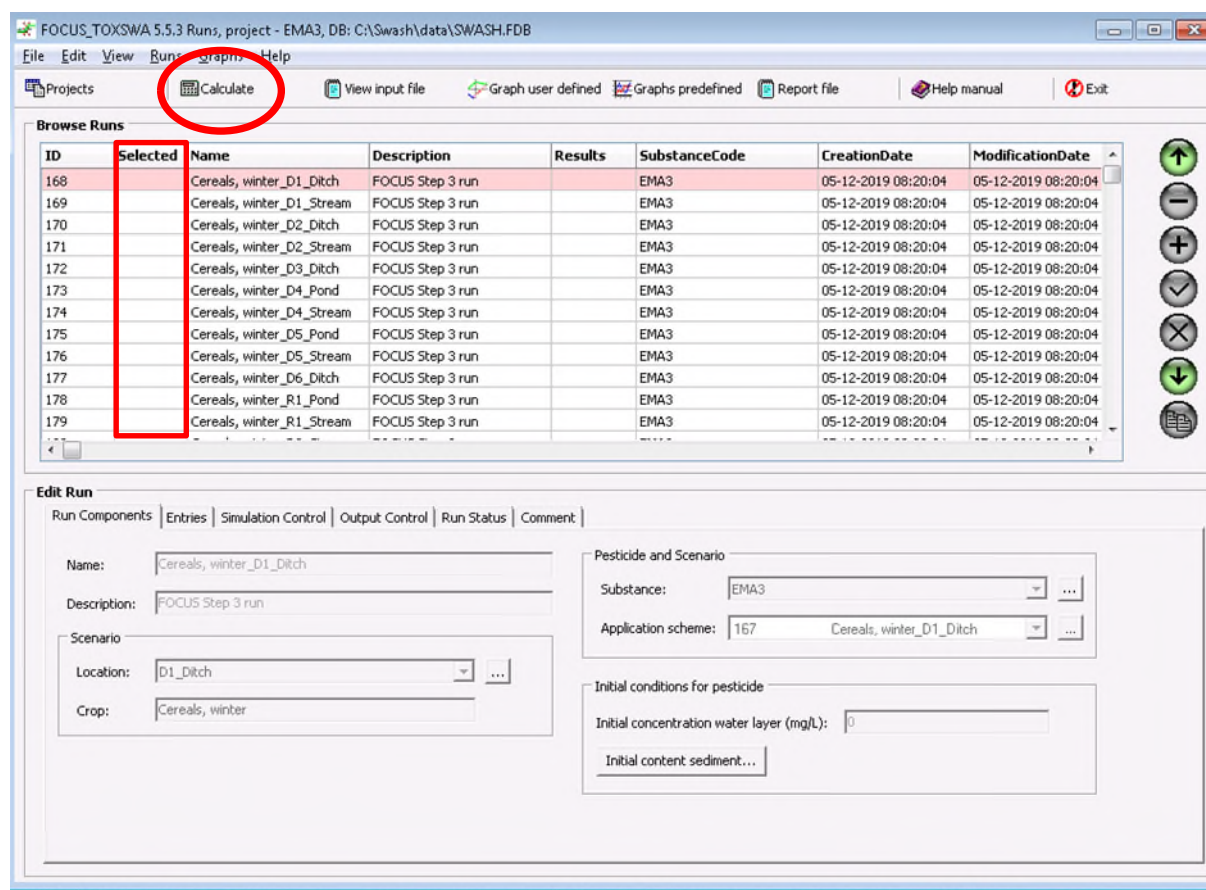 FOCUS_TOXSWA 5.5.3 Runs, project - EMA3, DB: C:\Swash\data\SWASH.FDB
File Edit View Runs Graphs Help
Projects Calculate View input file Graph user defined Graphs predefined Report file Help manual Exit
Browse Runs
ID Selected Name Description Results SubstanceCode CreationDate ModificationDate
168 Cereals, winter_D1_Ditch FOCUS Step 3 run EMA3 05-12-2019 08:20:04 05-12-2019 08:20:04
169 Cereals, winter_D1_Stream FOCUS Step 3 run EMA3 05-12-2019 08:20:04 05-12-2019 08:20:04
170 Cereals, winter_D2_Ditch FOCUS Step 3 run EMA3 05-12-2019 08:20:04 05-12-2019 08:20:04
171 Cereals, winter_D2_Stream FOCUS Step 3 run EMA3 05-12-2019 08:20:04 05-12-2019 08:20:04
172 Cereals, winter_D3_Ditch FOCUS Step 3 run EMA3 05-12-2019 08:20:04 05-12-2019 08:20:04
173 Cereals, winter_D4_Pond FOCUS Step 3 run EMA3 05-12-2019 08:20:04 05-12-2019 08:20:04
174 Cereals, winter_D4_Stream FOCUS Step 3 run EMA3 05-12-2019 08:20:04 05-12-2019 08:20:04
175 Cereals, winter_D5_Pond FOCUS Step 3 run EMA3 05-12-2019 08:20:04 05-12-2019 08:20:04
176 Cereals, winter_D5_Stream FOCUS Step 3 run EMA3 05-12-2019 08:20:04 05-12-2019 08:20:04
177 Cereals, winter_D6_Ditch FOCUS Step 3 run EMA3 05-12-2019 08:20:04 05-12-2019 08:20:04
178 Cereals, winter_R1_Pond FOCUS Step 3 run EMA3 05-12-2019 08:20:04 05-12-2019 08:20:04
179 Cereals, winter_R1_Stream FOCUS Step 3 run EMA3 05-12-2019 08:20:04 05-12-2019 08:20:04
Edit Run
Run Components Entries Simulation Control Output Control Run Status Comment
Name: Cereals, winter_D1_Ditch
Description: FOCUS Step 3 run
Scenario
Location: D1_Ditch ...
Crop: Cereals, winter
Pesticide and Scenario
Substance: EMA3 ...
Application scheme: 167 Cereals, winter_D1_Ditch ...
Initial conditions for pesticide
Initial concentration water layer (mg/L): 0
Initial content sediment...